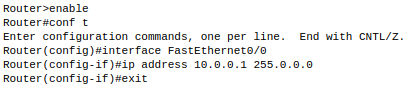 Router>enable
Router#conf t
Enter configuration commands, one per line.  End with CNTL/Z.
Router(config)#interface FastEthernet0/0
Router(config-if)#ip address 10.0.0.1 255.0.0.0
Router(config-if)#exit